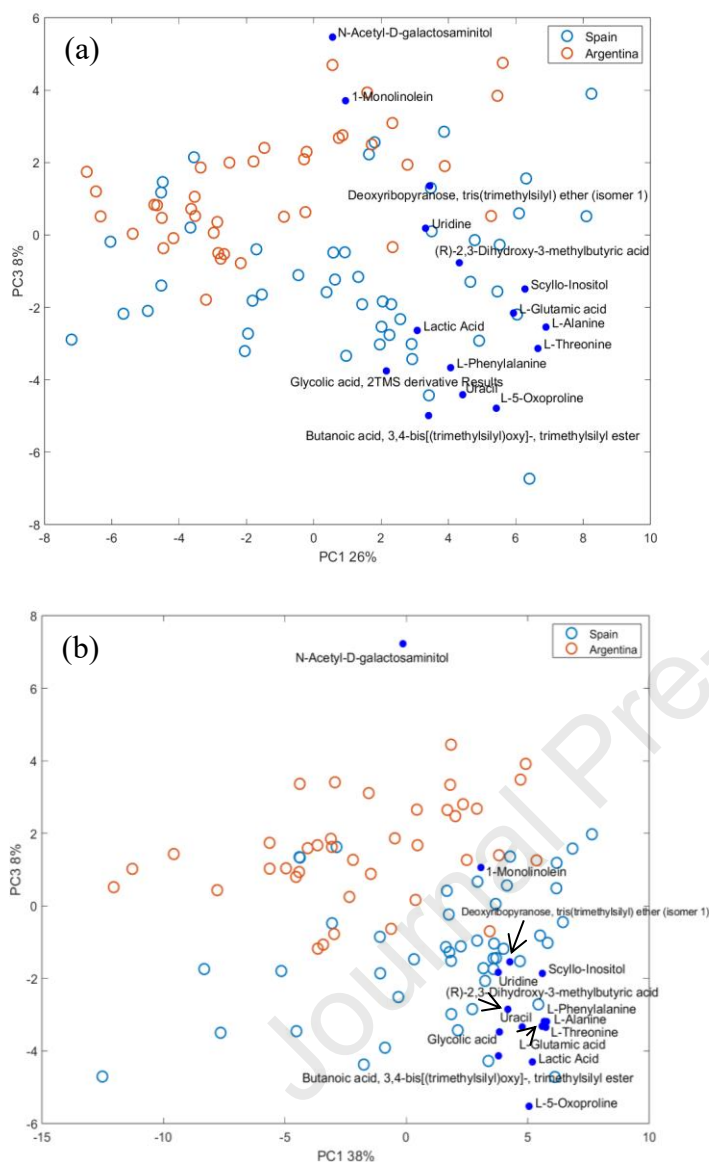 (a)
N-Acetyl-D-galactosaminitol
Spain
Argentina
1-Monolinolein
Deoxyribopyranose, tris(trimethylsilyl) ether (isomer 1)
Uridine
(R)-2,3-Dihydroxy-3-methylbutyric acid
Scyllo-Inositol
L-Glutamic acid
L-Alanine
Lactic Acid
L-Threonine
L-Phenylalanine
Glycolic acid, 2TMS derivative Results
Uracil
L-5-Oxoproline
Butanoic acid, 3,4-bis[(trimethylsilyl)oxy]-, trimethylsilyl ester
6
4
2
0
-2
-4
-6
-8
PC3 8%
-8 -6 -4 -2 0 2 4 6 8 10
PC1 26%
(b)
N-Acetyl-D-galactosaminitol
Spain
Argentina
1-Monolinolein
Deoxyribopyranose, tris(trimethylsilyl) ether (isomer 1)
Scyllo-Inositol
Uridine
(R)-2,3-Dihydroxy-3-methylbutyric acid
L-Phenylalanine
Uracil
L-Alanine
Glycolic acid
L-Threonine
L-Glutamic acid
Lactic Acid
Butanoic acid, 3,4-bis[(trimethylsilyl)oxy]-, trimethylsilyl ester
L-5-Oxoproline
8
6
4
2
0
-2
-4
-6
PC3 8%
-15 -10 -5 0 5 10
PC1 38%
Journal Pre-